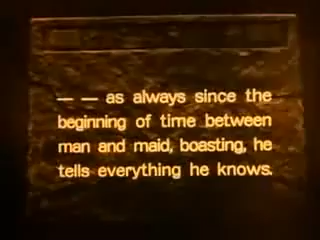 — — as always since the
beginning of time between
man and maid, boasting, he
tells everything he knows.